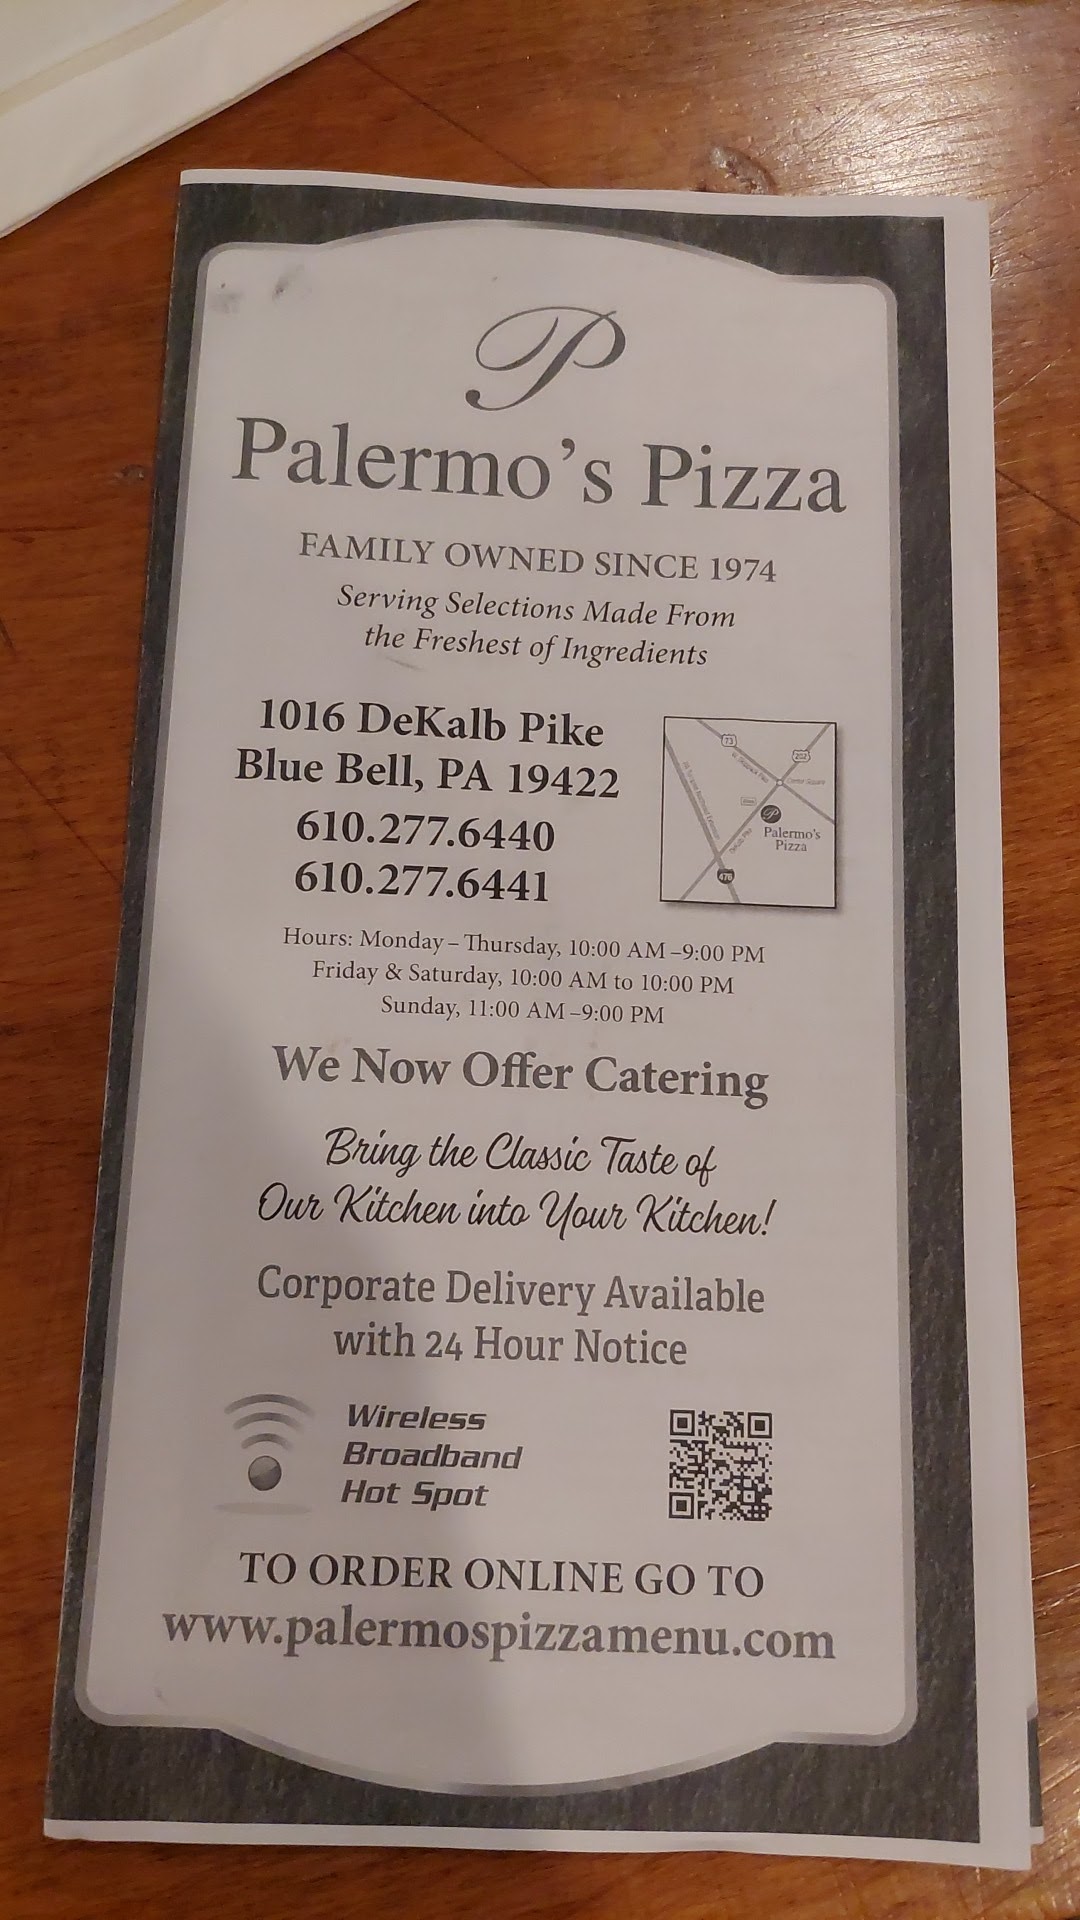 P
Palermo's Pizza
FAMILY OWNED SINCE 1974
Serving Selections Made From
the Freshest of Ingredients
1016 DeKalb Pike
Blue Bell, PA 19422
610.277.6440
610.277.6441
73
202
Center Square
P
Palermo's
Pizza
DeKalb Pike
476
Hours: Monday – Thursday, 10:00 AM –9:00 PM
Friday & Saturday, 10:00 AM to 10:00 PM
Sunday, 11:00 AM –9:00 PM
We Now Offer Catering
Bring the Classic Taste of
Our Kitchen into Your Kitchen!
Corporate Delivery Available
with 24 Hour Notice
Wireless
Broadband
Hot Spot
TO ORDER ONLINE GO TO
www.palermospizzamenu.com